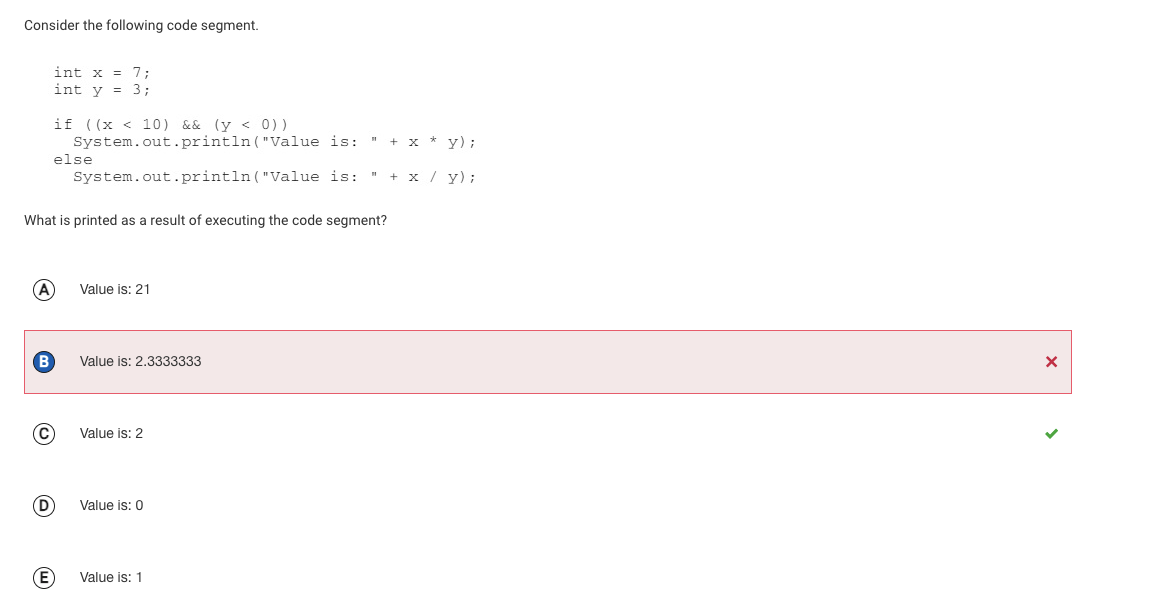 Consider the following code segment.
int x = 7;
int y = 3;
if ((x < 10) && (y < 0))
System.out.println("Value is: " + x * y);
else
System.out.println("Value is: " + x / y);
What is printed as a result of executing the code segment?
A Value is: 21
B Value is: 2.3333333
C Value is: 2
D Value is: 0
E Value is: 1